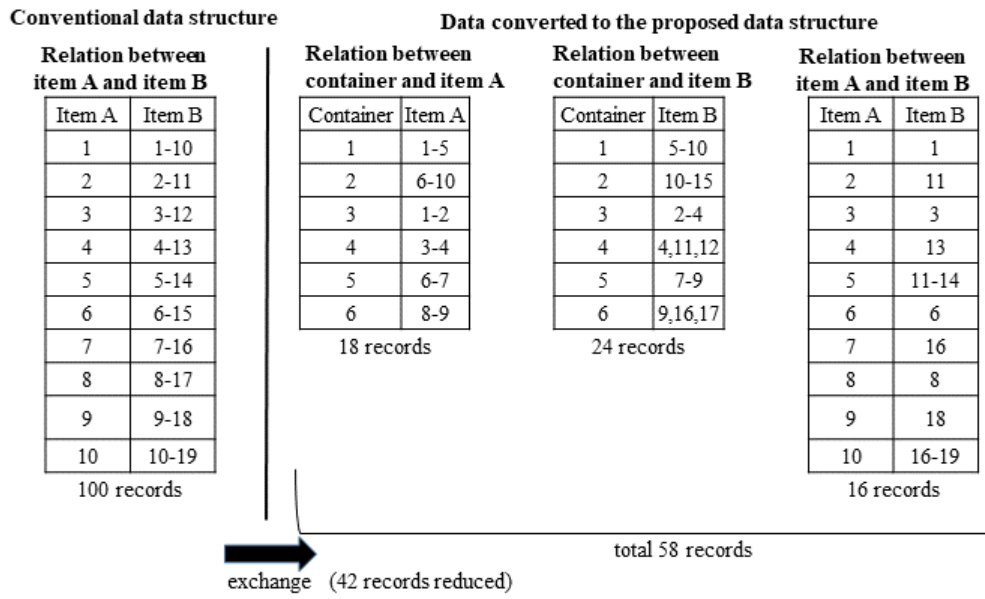 Conventional data structure
Relation between
item A and item B
Item A Item B
1 1-10
2 2-11
3 3-12
4 4-13
5 5-14
6 6-15
7 7-16
8 8-17
9 9-18
10 10-19
100 records
Data converted to the proposed data structure
Relation between
container and item A
Container Item A
1 1-5
2 6-10
3 1-2
4 3-4
5 6-7
6 8-9
18 records
Relation between
container and item B
Container Item B
1 5-10
2 10-15
3 2-4
4 4,11,12
5 7-9
6 9,16,17
24 records
Relation between
item A and item B
Item A Item B
1 1
2 11
3 3
4 13
5 11-14
6 6
7 16
8 8
9 18
10 16-19
16 records
total 58 records
exchange (42 records reduced)